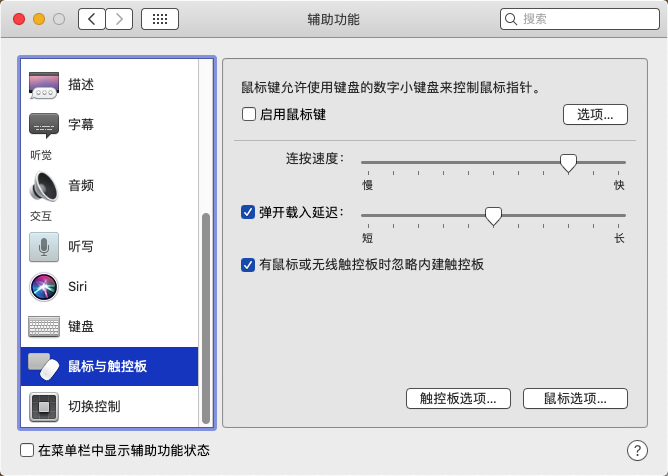 辅助功能
搜索
描述
字幕
听觉
音频
交互
听写
Siri
键盘
鼠标与触控板
切换控制
鼠标键允许使用键盘的数字小键盘来控制鼠标指针。
启用鼠标键
选项...
连接速度：
慢
快
弹开载入延迟：
短
长
有鼠标或无线触控板时忽略内建触控板
触控板选项...
鼠标选项...
在菜单栏中显示辅助功能状态
?